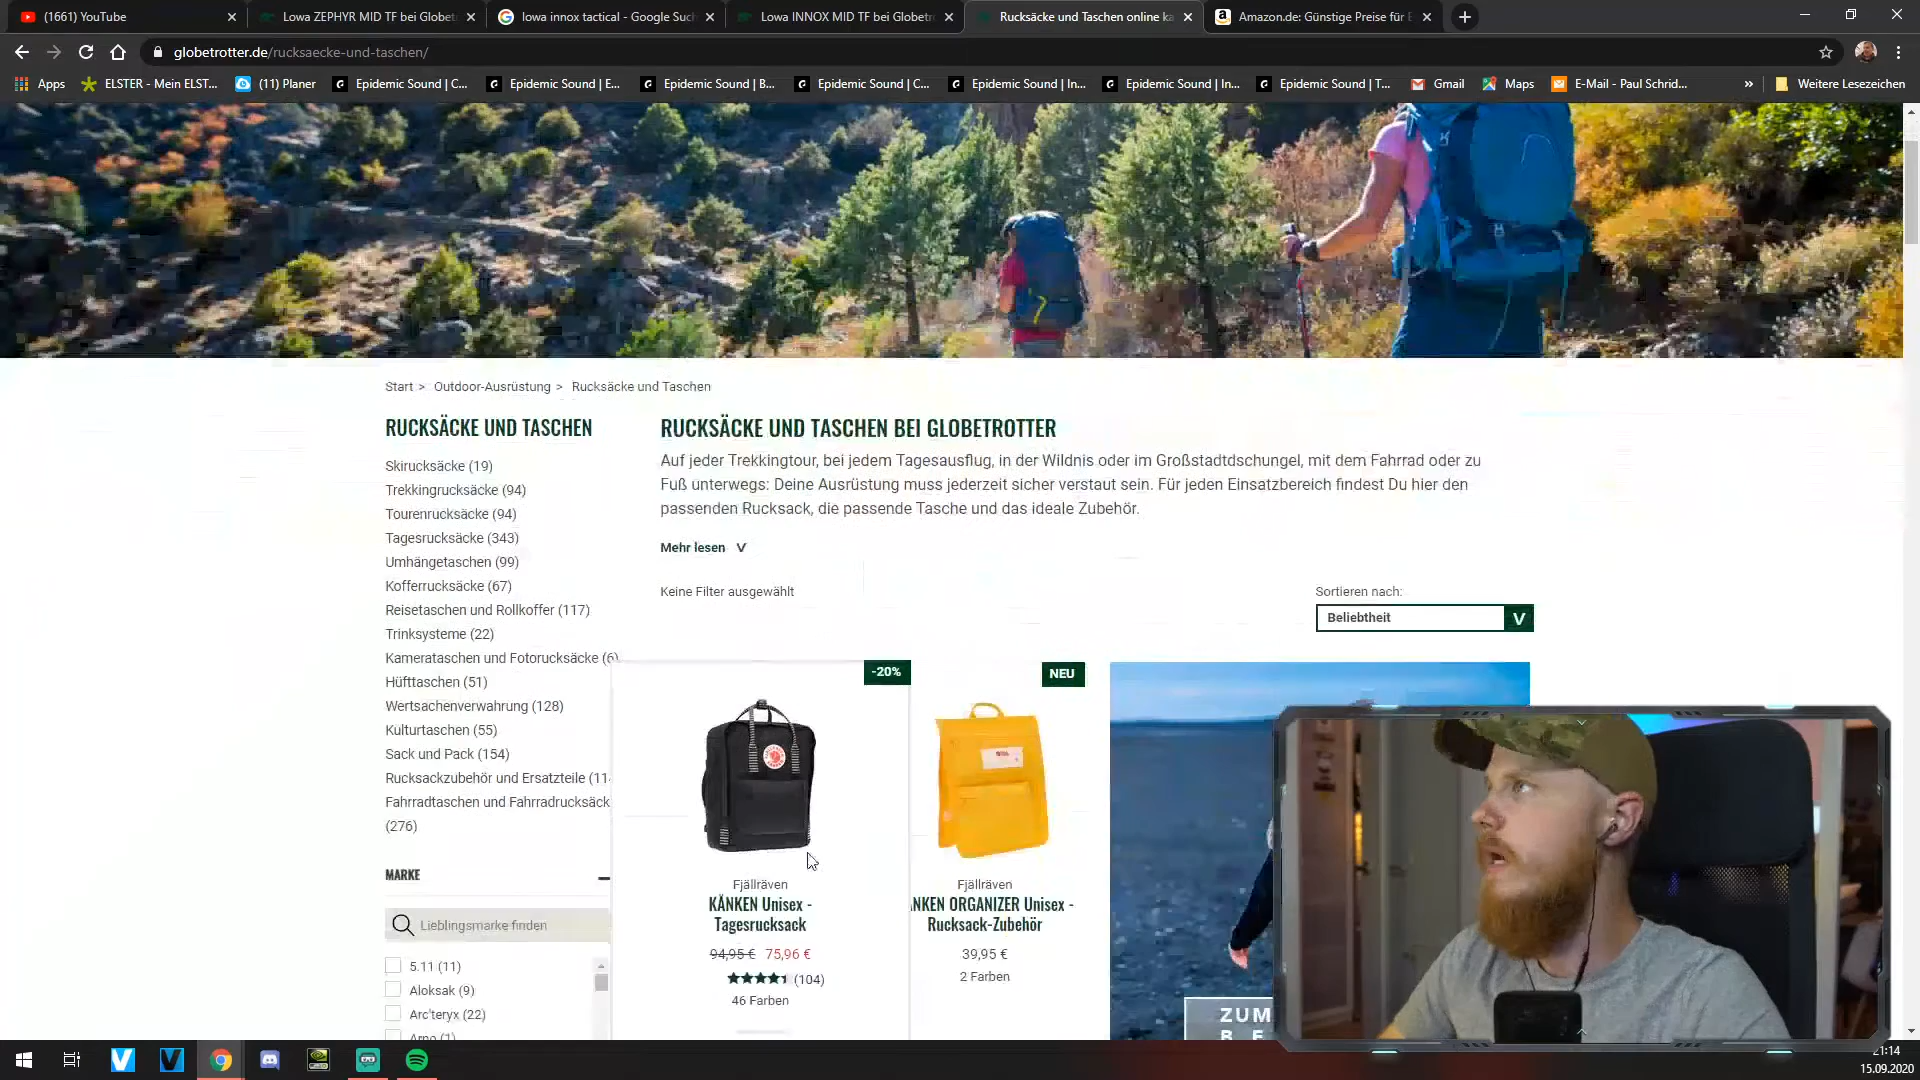 (1661) YouTube
Lowa ZEPHYR MID TF bei Globet
lowa innox tactical - Google Such
Lowa INNOX MID TF bei Globetr
Rucksäcke und Taschen online ka
Amazon.de: Günstige Preise für E
globetrotter.de/rucksaecke-und-taschen/
Apps
ELSTER - Mein ELST...
(11) Planer
Epidemic Sound | C...
Epidemic Sound | E...
Epidemic Sound | B...
Epidemic Sound | C...
Epidemic Sound | In...
Epidemic Sound | In...
Epidemic Sound | T...
Gmail
Maps
E-Mail - Paul Schrid...
»
Weitere Lesezeichen
Start > Outdoor-Ausrüstung > Rucksäcke und Taschen
RUCKSÄCKE UND TASCHEN
Skirucksäcke (19)
Trekkingrucksäcke (94)
Tourenrucksäcke (94)
Tagesrucksäcke (343)
Umhängetaschen (99)
Kofferrucksäcke (67)
Reisetaschen und Rollkoffer (117)
Trinksysteme (22)
Kamerataschen und Fotorucksäcke (6)
Hüfttaschen (51)
Wertsachenverwahrung (128)
Kulturtaschen (55)
Sack und Pack (154)
Rucksackzubehör und Ersatzteile (11
Fahrradtaschen und Fahrradrucksäck
(276)
MARKE
Lieblingsmarke finden
5.11 (11)
Aloksak (9)
Arc'teryx (22)
Arno (1)
RUCKSÄCKE UND TASCHEN BEI GLOBETROTTER
Auf jeder Trekkingtour, bei jedem Tagesausflug, in der Wildnis oder im Großstadtdschungel, mit dem Fahrrad oder zu
Fuß unterwegs: Deine Ausrüstung muss jederzeit sicher verstaut sein. Für jeden Einsatzbereich findest Du hier den
passenden Rucksack, die passende Tasche und das ideale Zubehör.
Mehr lesen
Keine Filter ausgewählt
Sortieren nach:
Beliebtheit
-20%
Fjällräven
KÅNKEN Unisex -
Tagesrucksack
94,95 € 75,96 €
(104)
46 Farben
NEU
Fjällräven
ÅNKEN ORGANIZER Unisex -
Rucksack-Zubehör
39,95 €
2 Farben
ZUM
B E
21:14
15.09.2020